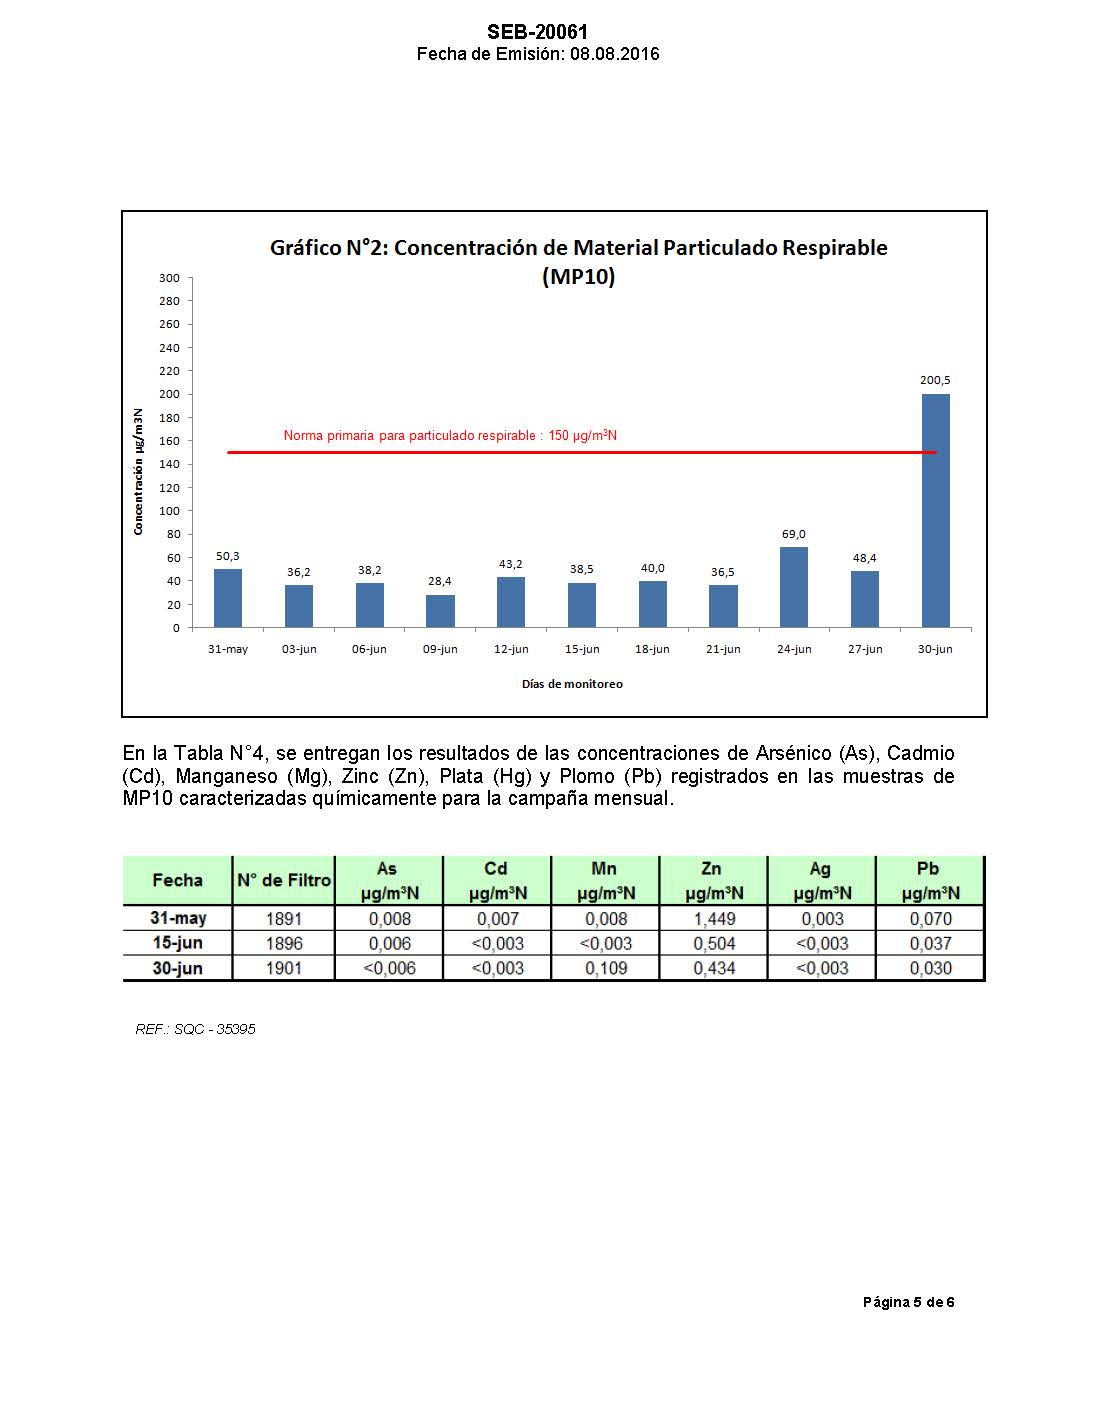 SEB-20061
Fecha de Emisión: 08.08.2016
Gráfico N°2: Concentración de Material Particulado Respirable
(MP10)
300
280
260
240
220
200
180
160
140
120
100
80
60
40
20
0
Concentración µg/m3N
Norma primaria para particulado respirable : 150 µg/m³N
50,3
36,2
38,2
28,4
43,2
38,5
40,0
36,5
69,0
48,4
200,5
31-may 03-jun 06-jun 09-jun 12-jun 15-jun 18-jun 21-jun 24-jun 27-jun 30-jun
Días de monitoreo
En la Tabla N°4, se entregan los resultados de las concentraciones de Arsénico (As), Cadmio
(Cd), Manganeso (Mg), Zinc (Zn), Plata (Hg) y Plomo (Pb) registrados en las muestras de
MP10 caracterizadas químicamente para la campaña mensual.
Fecha N° de Filtro As Cd Mn Zn Ag Pb
µg/m³N µg/m³N µg/m³N µg/m³N µg/m³N µg/m³N
31-may 1891 0,008 0,007 0,008 1,449 0,003 0,070
15-jun 1896 0,006 <0,003 <0,003 0,504 <0,003 0,037
30-jun 1901 <0,006 <0,003 0,109 0,434 <0,003 0,030
REF.: SQC - 35395
Página 5 de 6